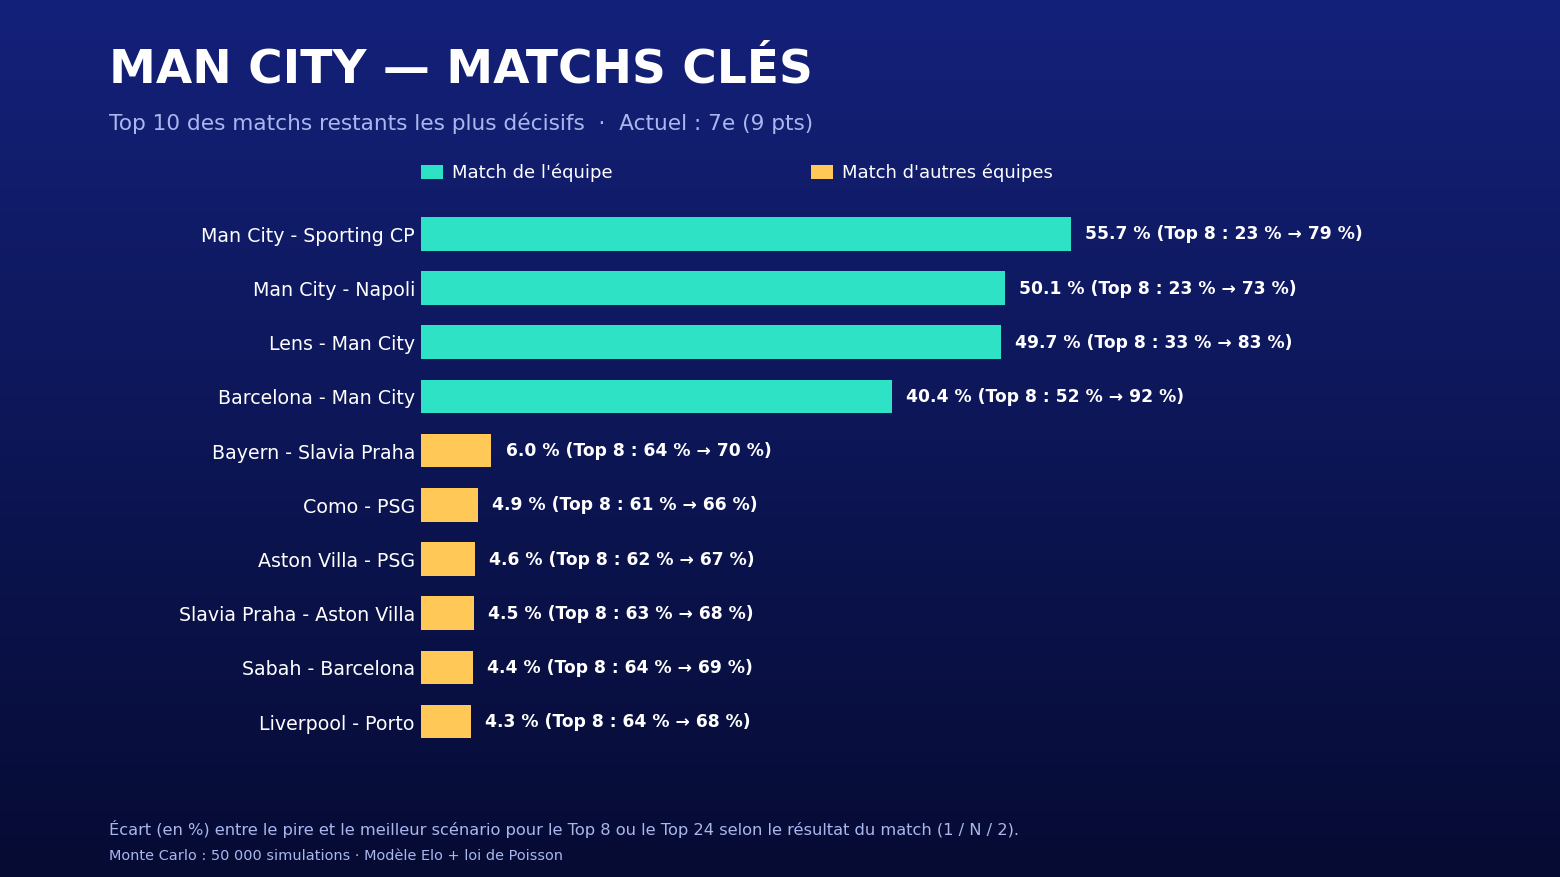 MAN CITY — MATCHS CLÉS
Top 10 des matchs restants les plus décisifs · Actuel : 7e (9 pts)
Match de l'équipe
Match d'autres équipes
Man City - Sporting CP 55.7 % (Top 8 : 23 % → 79 %)
Man City - Napoli 50.1 % (Top 8 : 23 % → 73 %)
Lens - Man City 49.7 % (Top 8 : 33 % → 83 %)
Barcelona - Man City 40.4 % (Top 8 : 52 % → 92 %)
Bayern - Slavia Praha 6.0 % (Top 8 : 64 % → 70 %)
Como - PSG 4.9 % (Top 8 : 61 % → 66 %)
Aston Villa - PSG 4.6 % (Top 8 : 62 % → 67 %)
Slavia Praha - Aston Villa 4.5 % (Top 8 : 63 % → 68 %)
Sabah - Barcelona 4.4 % (Top 8 : 64 % → 69 %)
Liverpool - Porto 4.3 % (Top 8 : 64 % → 68 %)
Écart (en %) entre le pire et le meilleur scénario pour le Top 8 ou le Top 24 selon le résultat du match (1 / N / 2).
Monte Carlo : 50 000 simulations · Modèle Elo + loi de Poisson